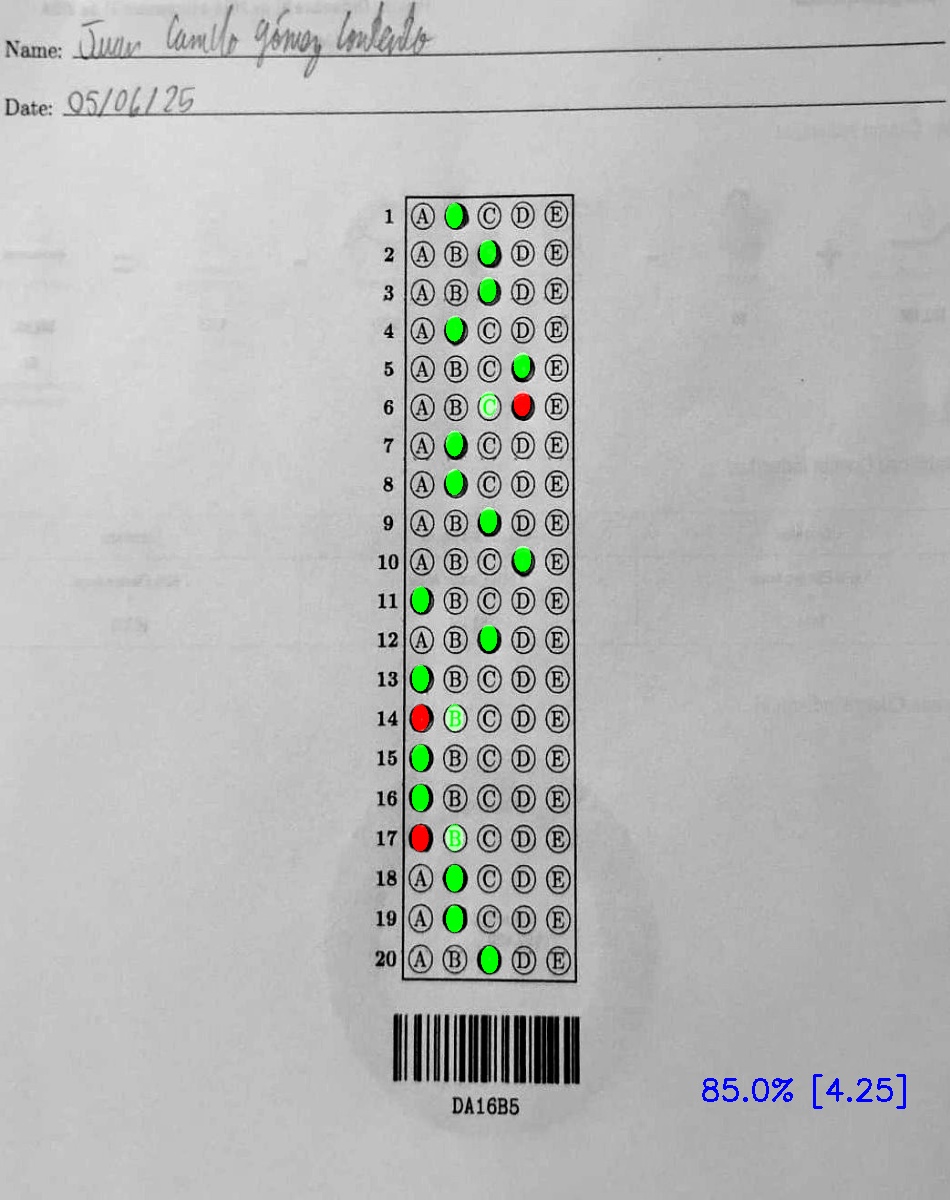 Name: Juan Camilo Gómez Londoño
Date: 05/06/25
1 A C D E
2 A B D E
3 A B D E
4 A C D E
5 A B C E
6 A B C E
7 A C D E
8 A C D E
9 A B D E
10 A B C E
11 B C D E
12 A B D E
13 B C D E
14 B C D E
15 B C D E
16 B C D E
17 B C D E
18 A C D E
19 A C D E
20 A B D E
DA16B5
85.0% [4.25]